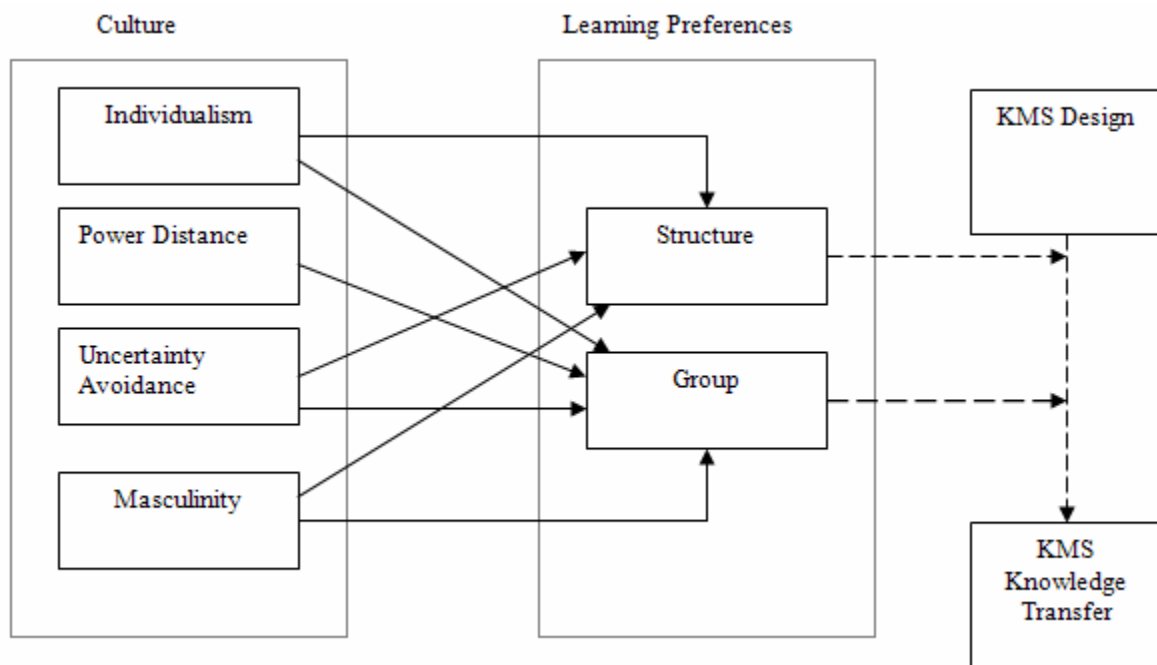 Culture
Learning Preferences
Individualism
KMS Design
Power Distance
Structure
Uncertainty
Avoidance
Group
Masculinity
KMS
Knowledge
Transfer